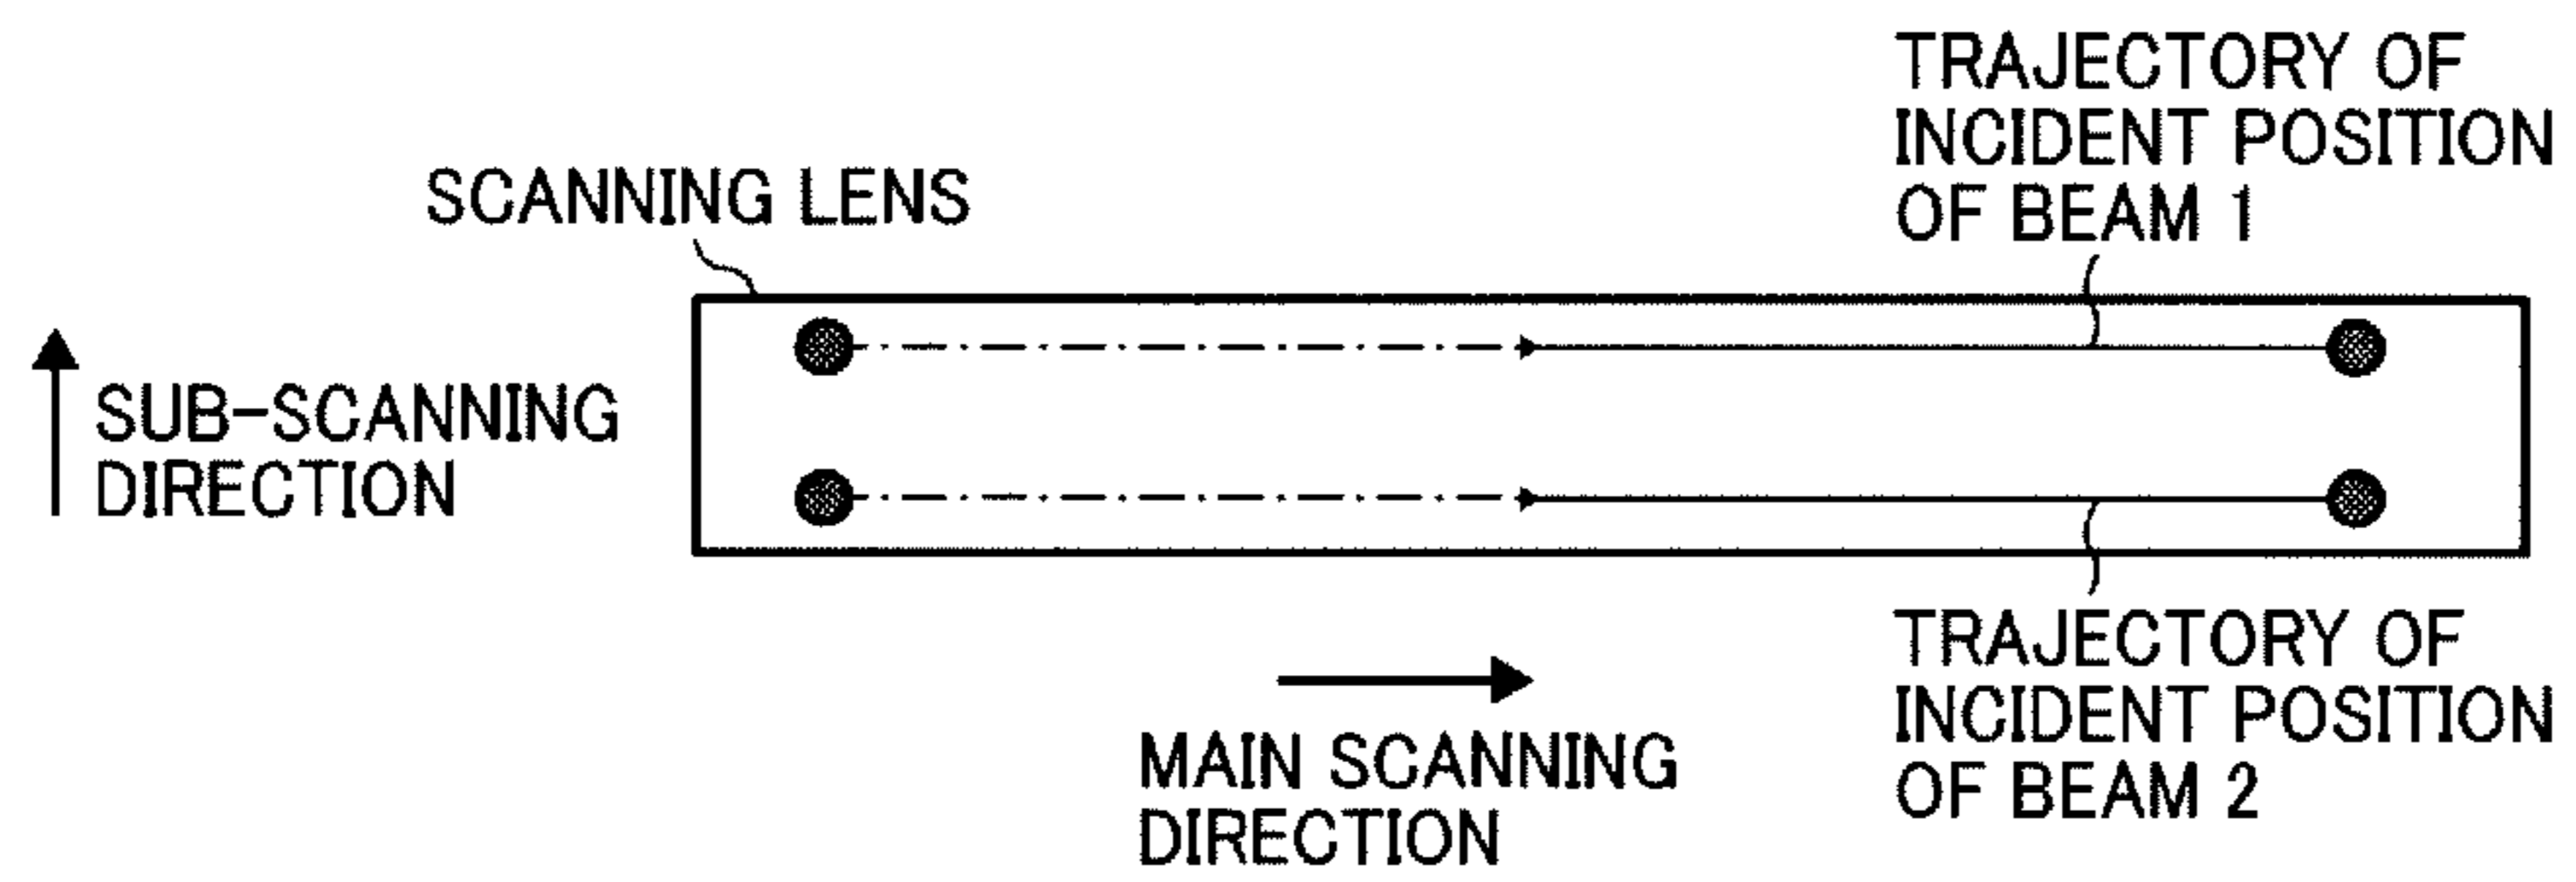 TRAJECTORY OF
INCIDENT POSITION
OF BEAM 1
SCANNING LENS
SUB-SCANNING
DIRECTION
TRAJECTORY OF
INCIDENT POSITION
OF BEAM 2
MAIN SCANNING
DIRECTION